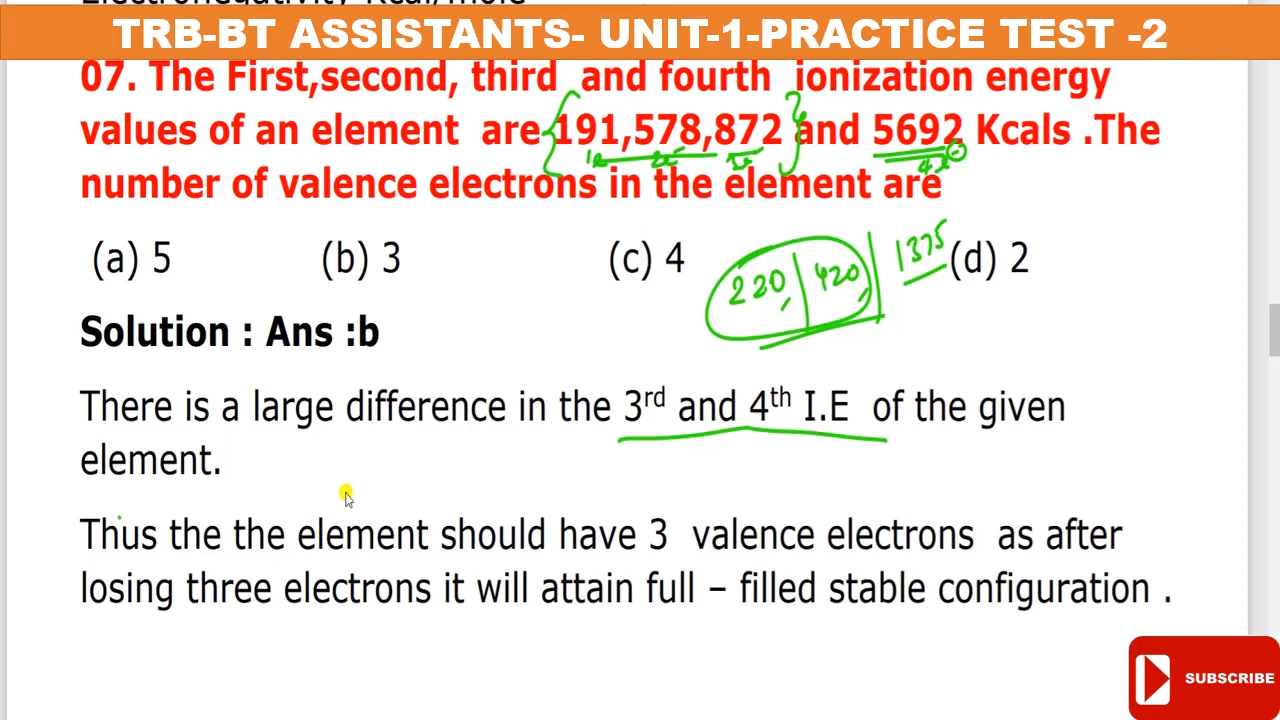 TRB-BT ASSISTANTS- UNIT-1-PRACTICE TEST -2
07. The First,second, third and fourth ionization energy
values of an element are 191,578,872 and 5692 Kcals .The
number of valence electrons in the element are
(a) 5 (b) 3 (c) 4 (d) 2
220 420 1375
Solution : Ans :b
There is a large difference in the 3rd and 4th I.E of the given
element.
Thus the the element should have 3 valence electrons as after
losing three electrons it will attain full – filled stable configuration .
SUBSCRIBE